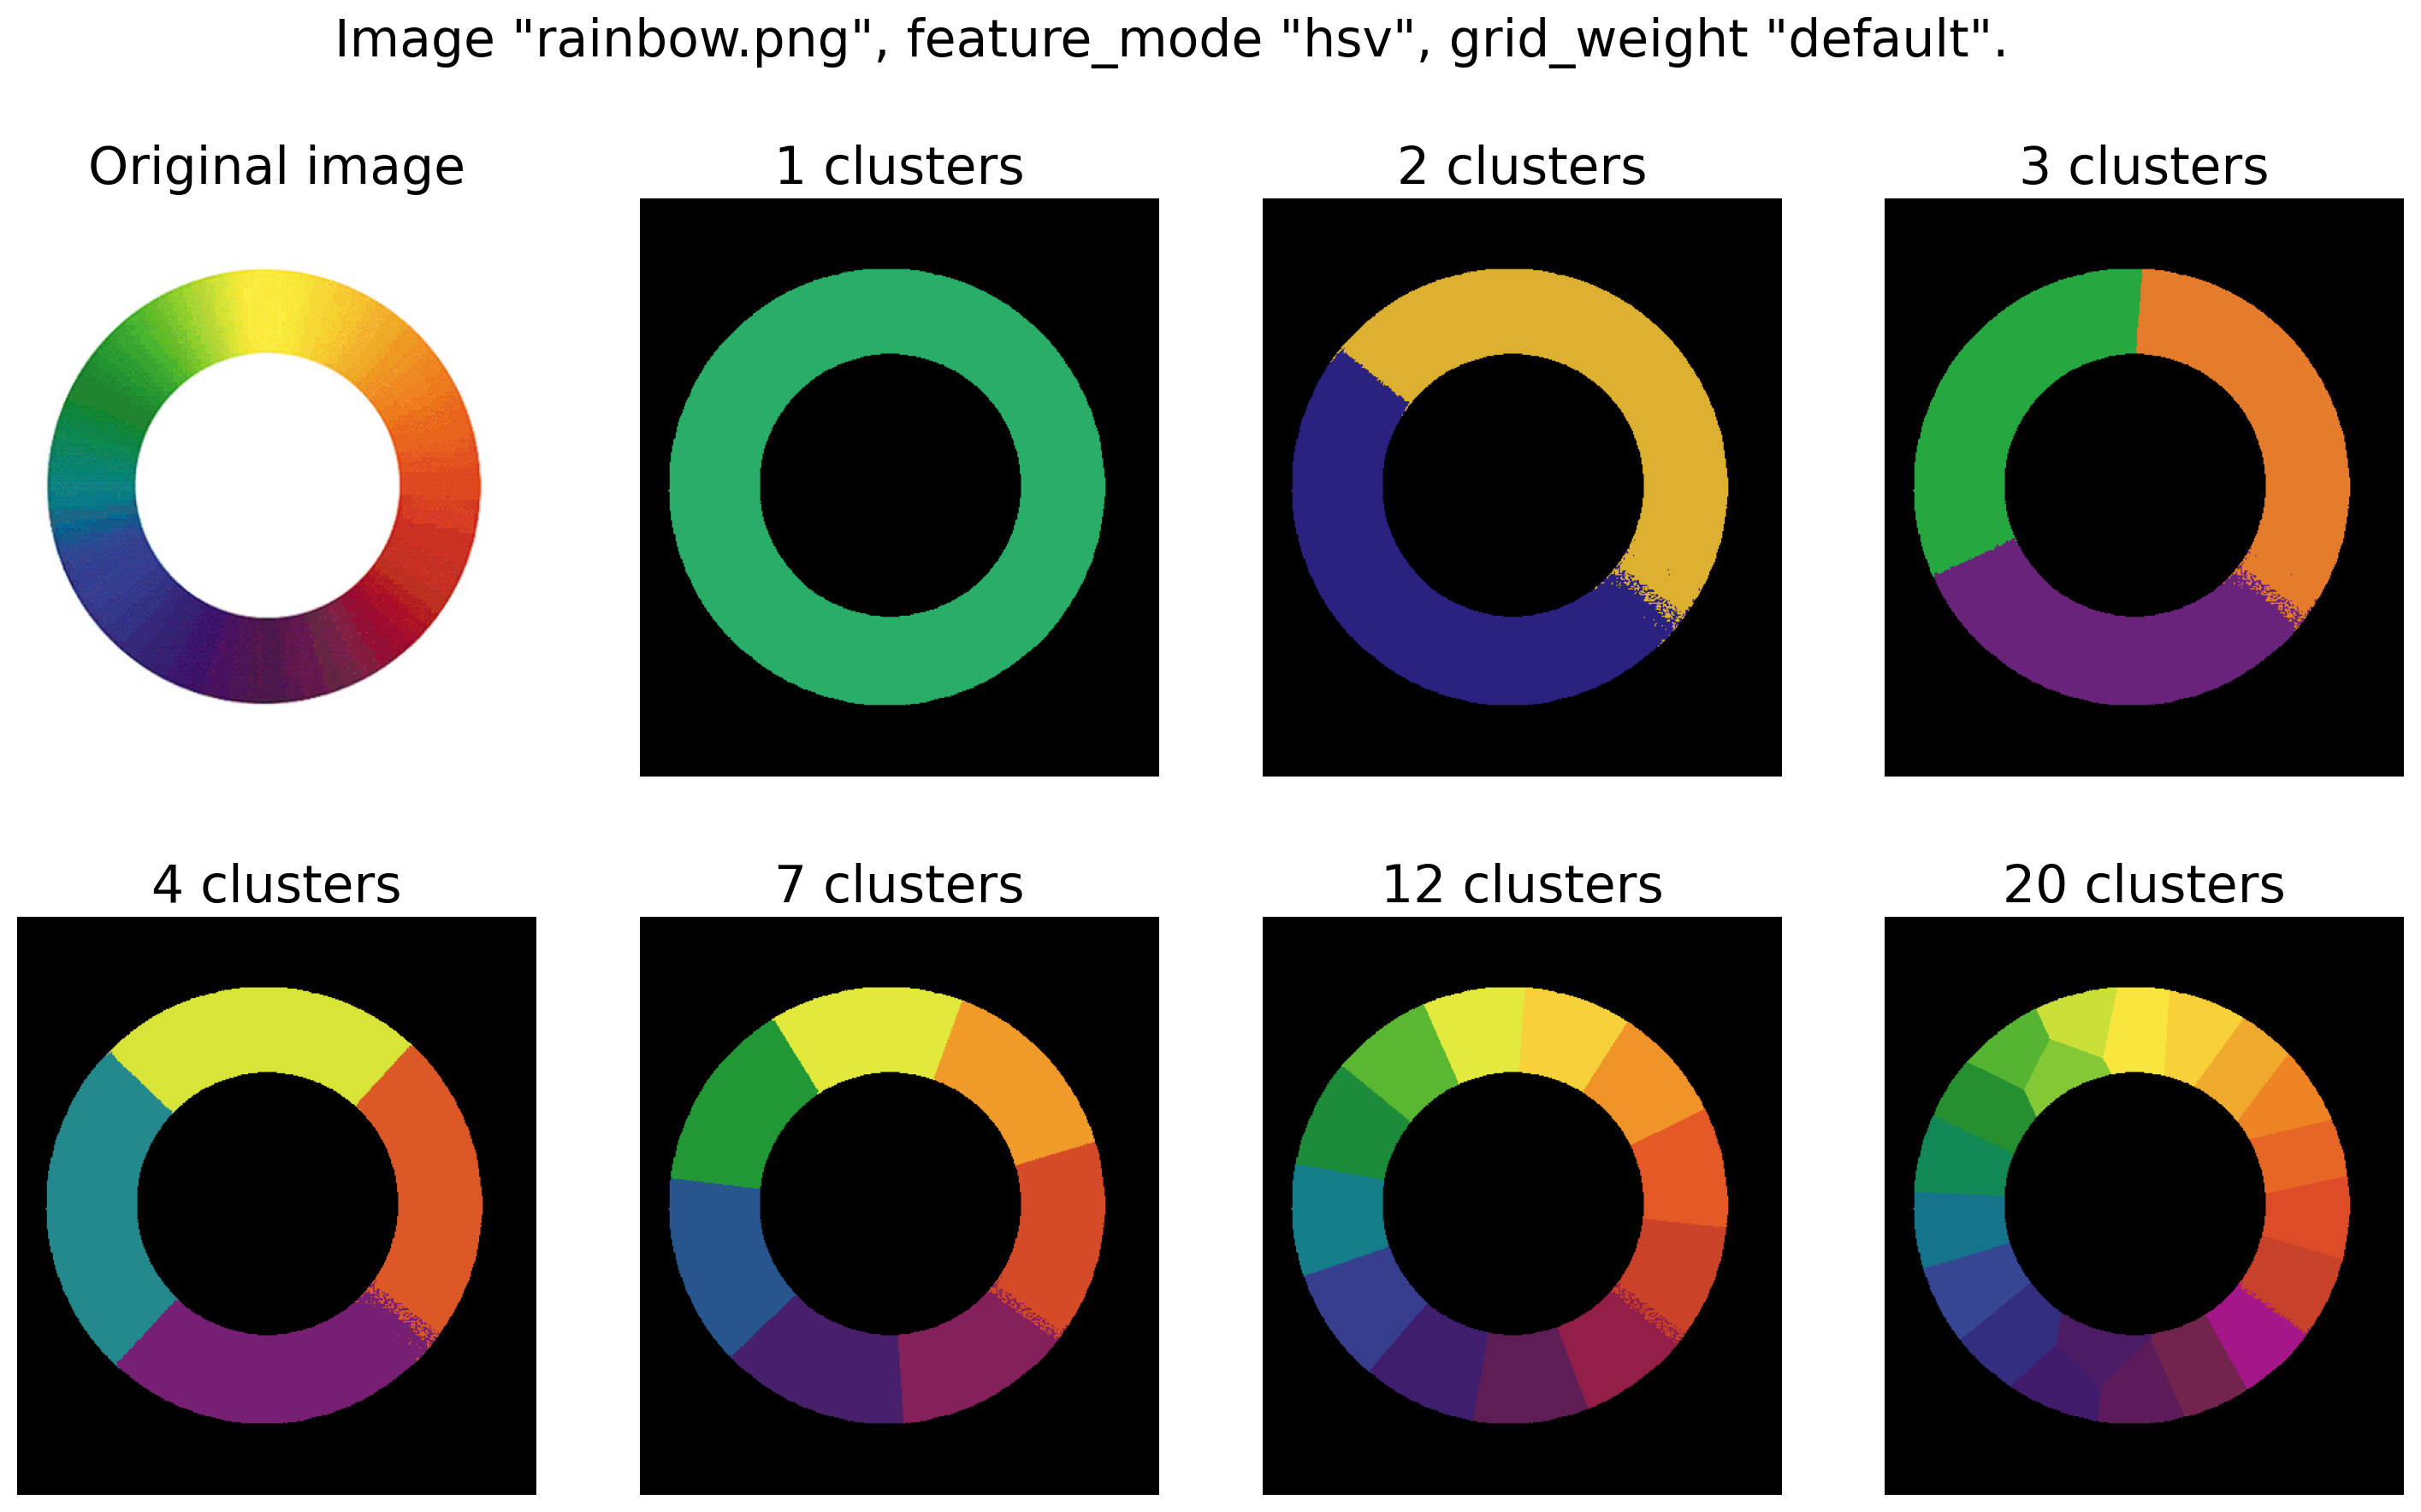 Image "rainbow.png", feature_mode "hsv", grid_weight "default".
Original image
1 clusters
2 clusters
3 clusters
4 clusters
7 clusters
12 clusters
20 clusters